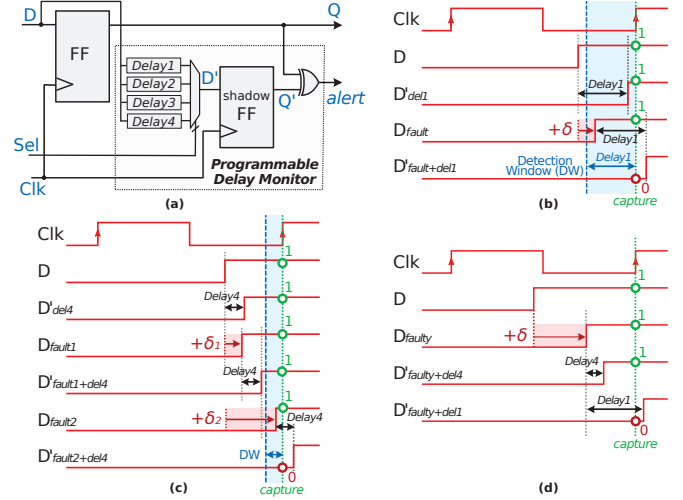 D
Q
FF
Delay1
Delay2
Delay3
Delay4
D'
shadow
FF
Q'
alert
Sel
Clk
Programmable
Delay Monitor
(a)
Clk
1
D
1
D'del1
Delay1
1
Dfault
+δ
Delay1
1
Detection
Window (DW)
Delay1
D'fault+del1
0
capture
(b)
Clk
1
D
1
D'del4
Delay4
1
Dfault1
+δ1
1
D'fault1+del4
Delay4
1
Dfault2
+δ2
Delay4
DW
D'fault2+del4
0
capture
(c)
Clk
D
1
Dfaulty
+δ
1
D'faulty+del4
Delay4
1
D'faulty+del1
Delay1
0
capture
(d)